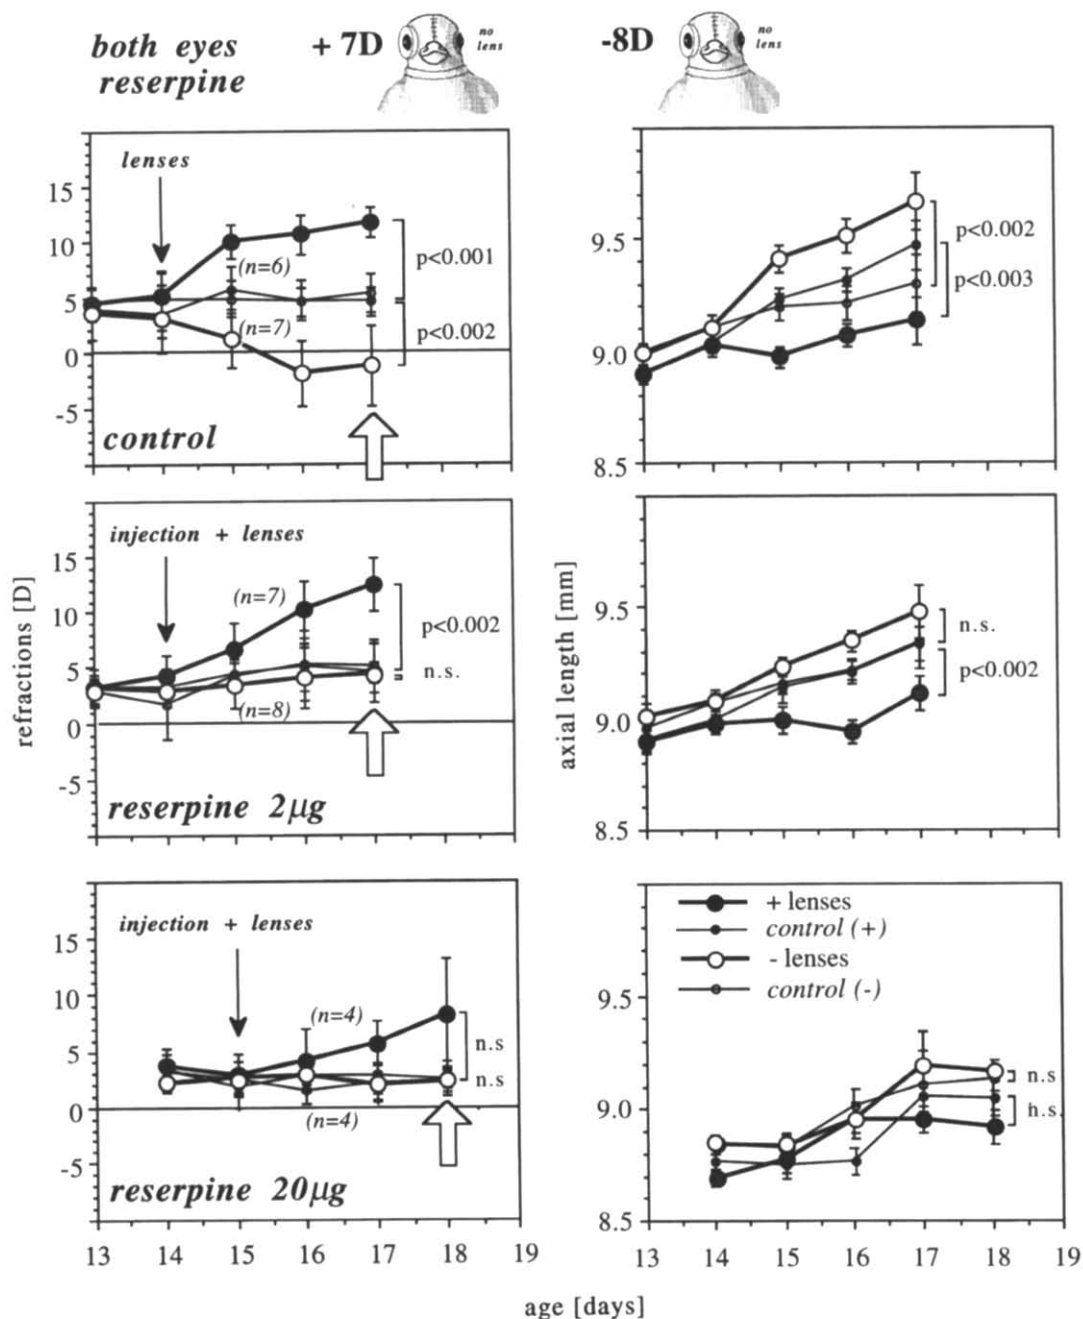 both eyes
reserpine
+ 7D
no
lens
-8D
no
lens
lenses
15
10
5
0
-5
(n=6)
(n=7)
p<0.001
p<0.002
control
9.5
9.0
8.5
p<0.002
p<0.003
injection + lenses
15
10
5
0
-5
(n=7)
(n=8)
p<0.002
n.s.
reserpine 2µg
refractions [D]
axial length [mm]
9.5
9.0
8.5
n.s.
p<0.002
injection + lenses
15
10
5
0
-5
(n=4)
(n=4)
n.s
n.s
reserpine 20µg
13 14 15 16 17 18 19
+ lenses
control (+)
- lenses
control (-)
9.5
9.0
8.5
n.s
h.s.
13 14 15 16 17 18 19
age [days]